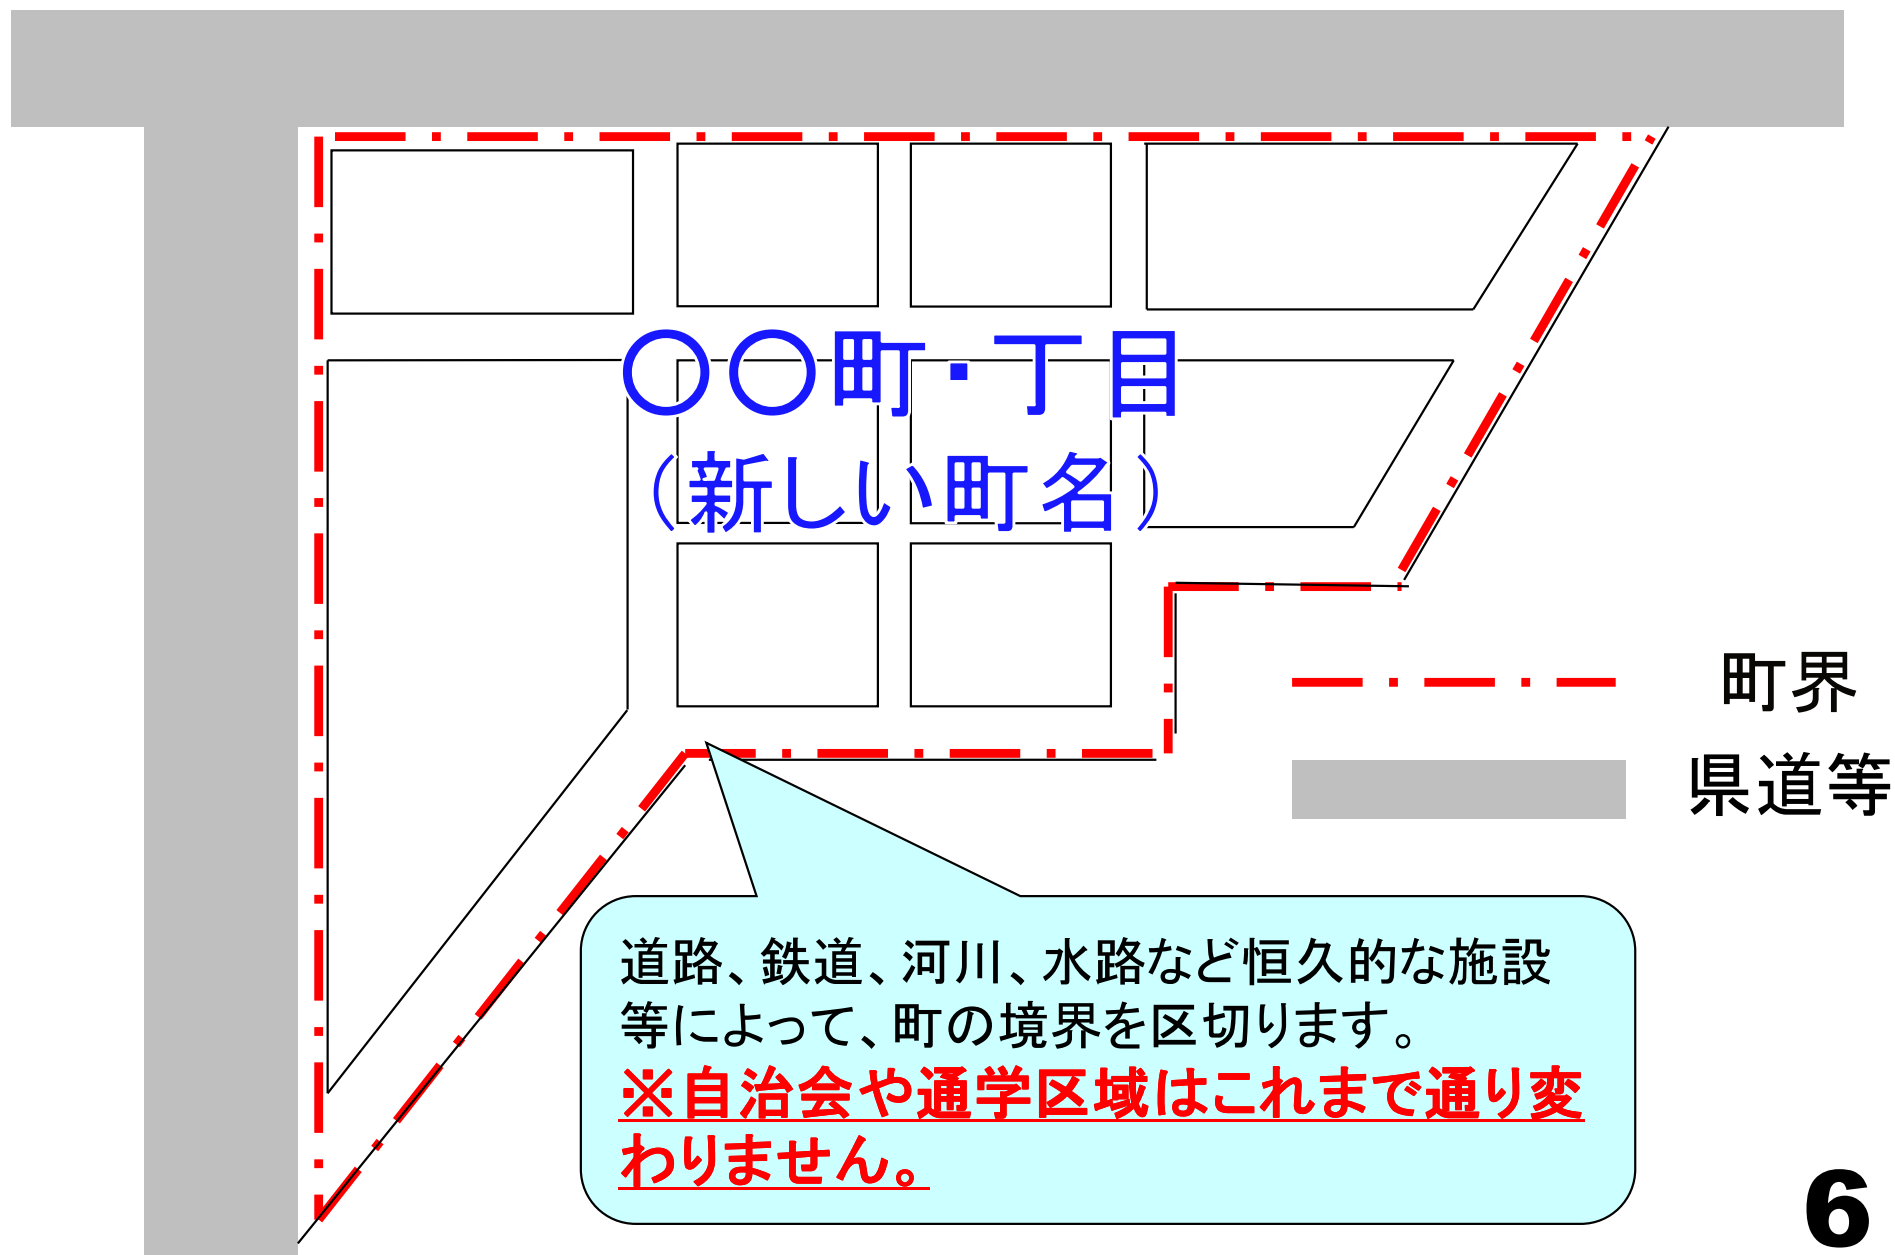 〇〇町・丁目
（新しい町名）
町界
県道等
道路、鉄道、河川、水路など恒久的な施設
等によって、町の境界を区切ります。
※自治会や通学区域はこれまで通り変
わりません。
6